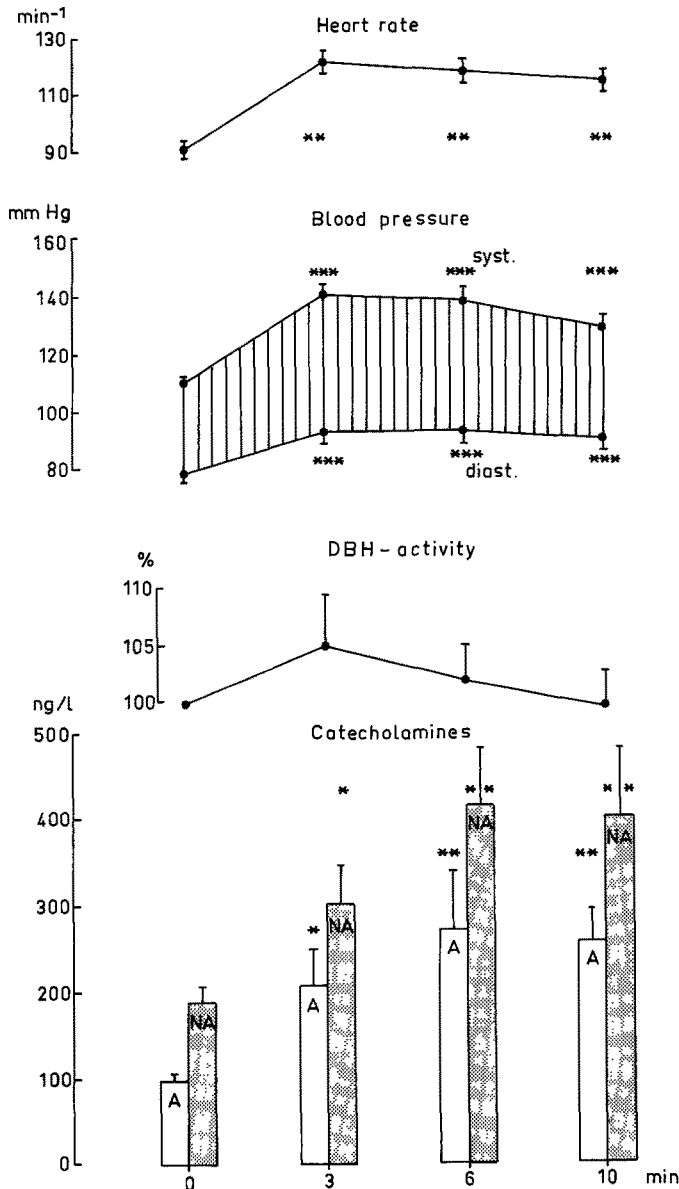 min⁻¹
Heart rate
130
110
90
** ** **
mm Hg
Blood pressure
160
syst.
*** *** ***
140
120
100
80
*** *** ***
diast.
DBH - activity
%
110
105
100
ng/l
Catecholamines
500
* ** **
400
** **
300
*
200
100
0
A NA A NA A NA A NA
0 3 6 10 min